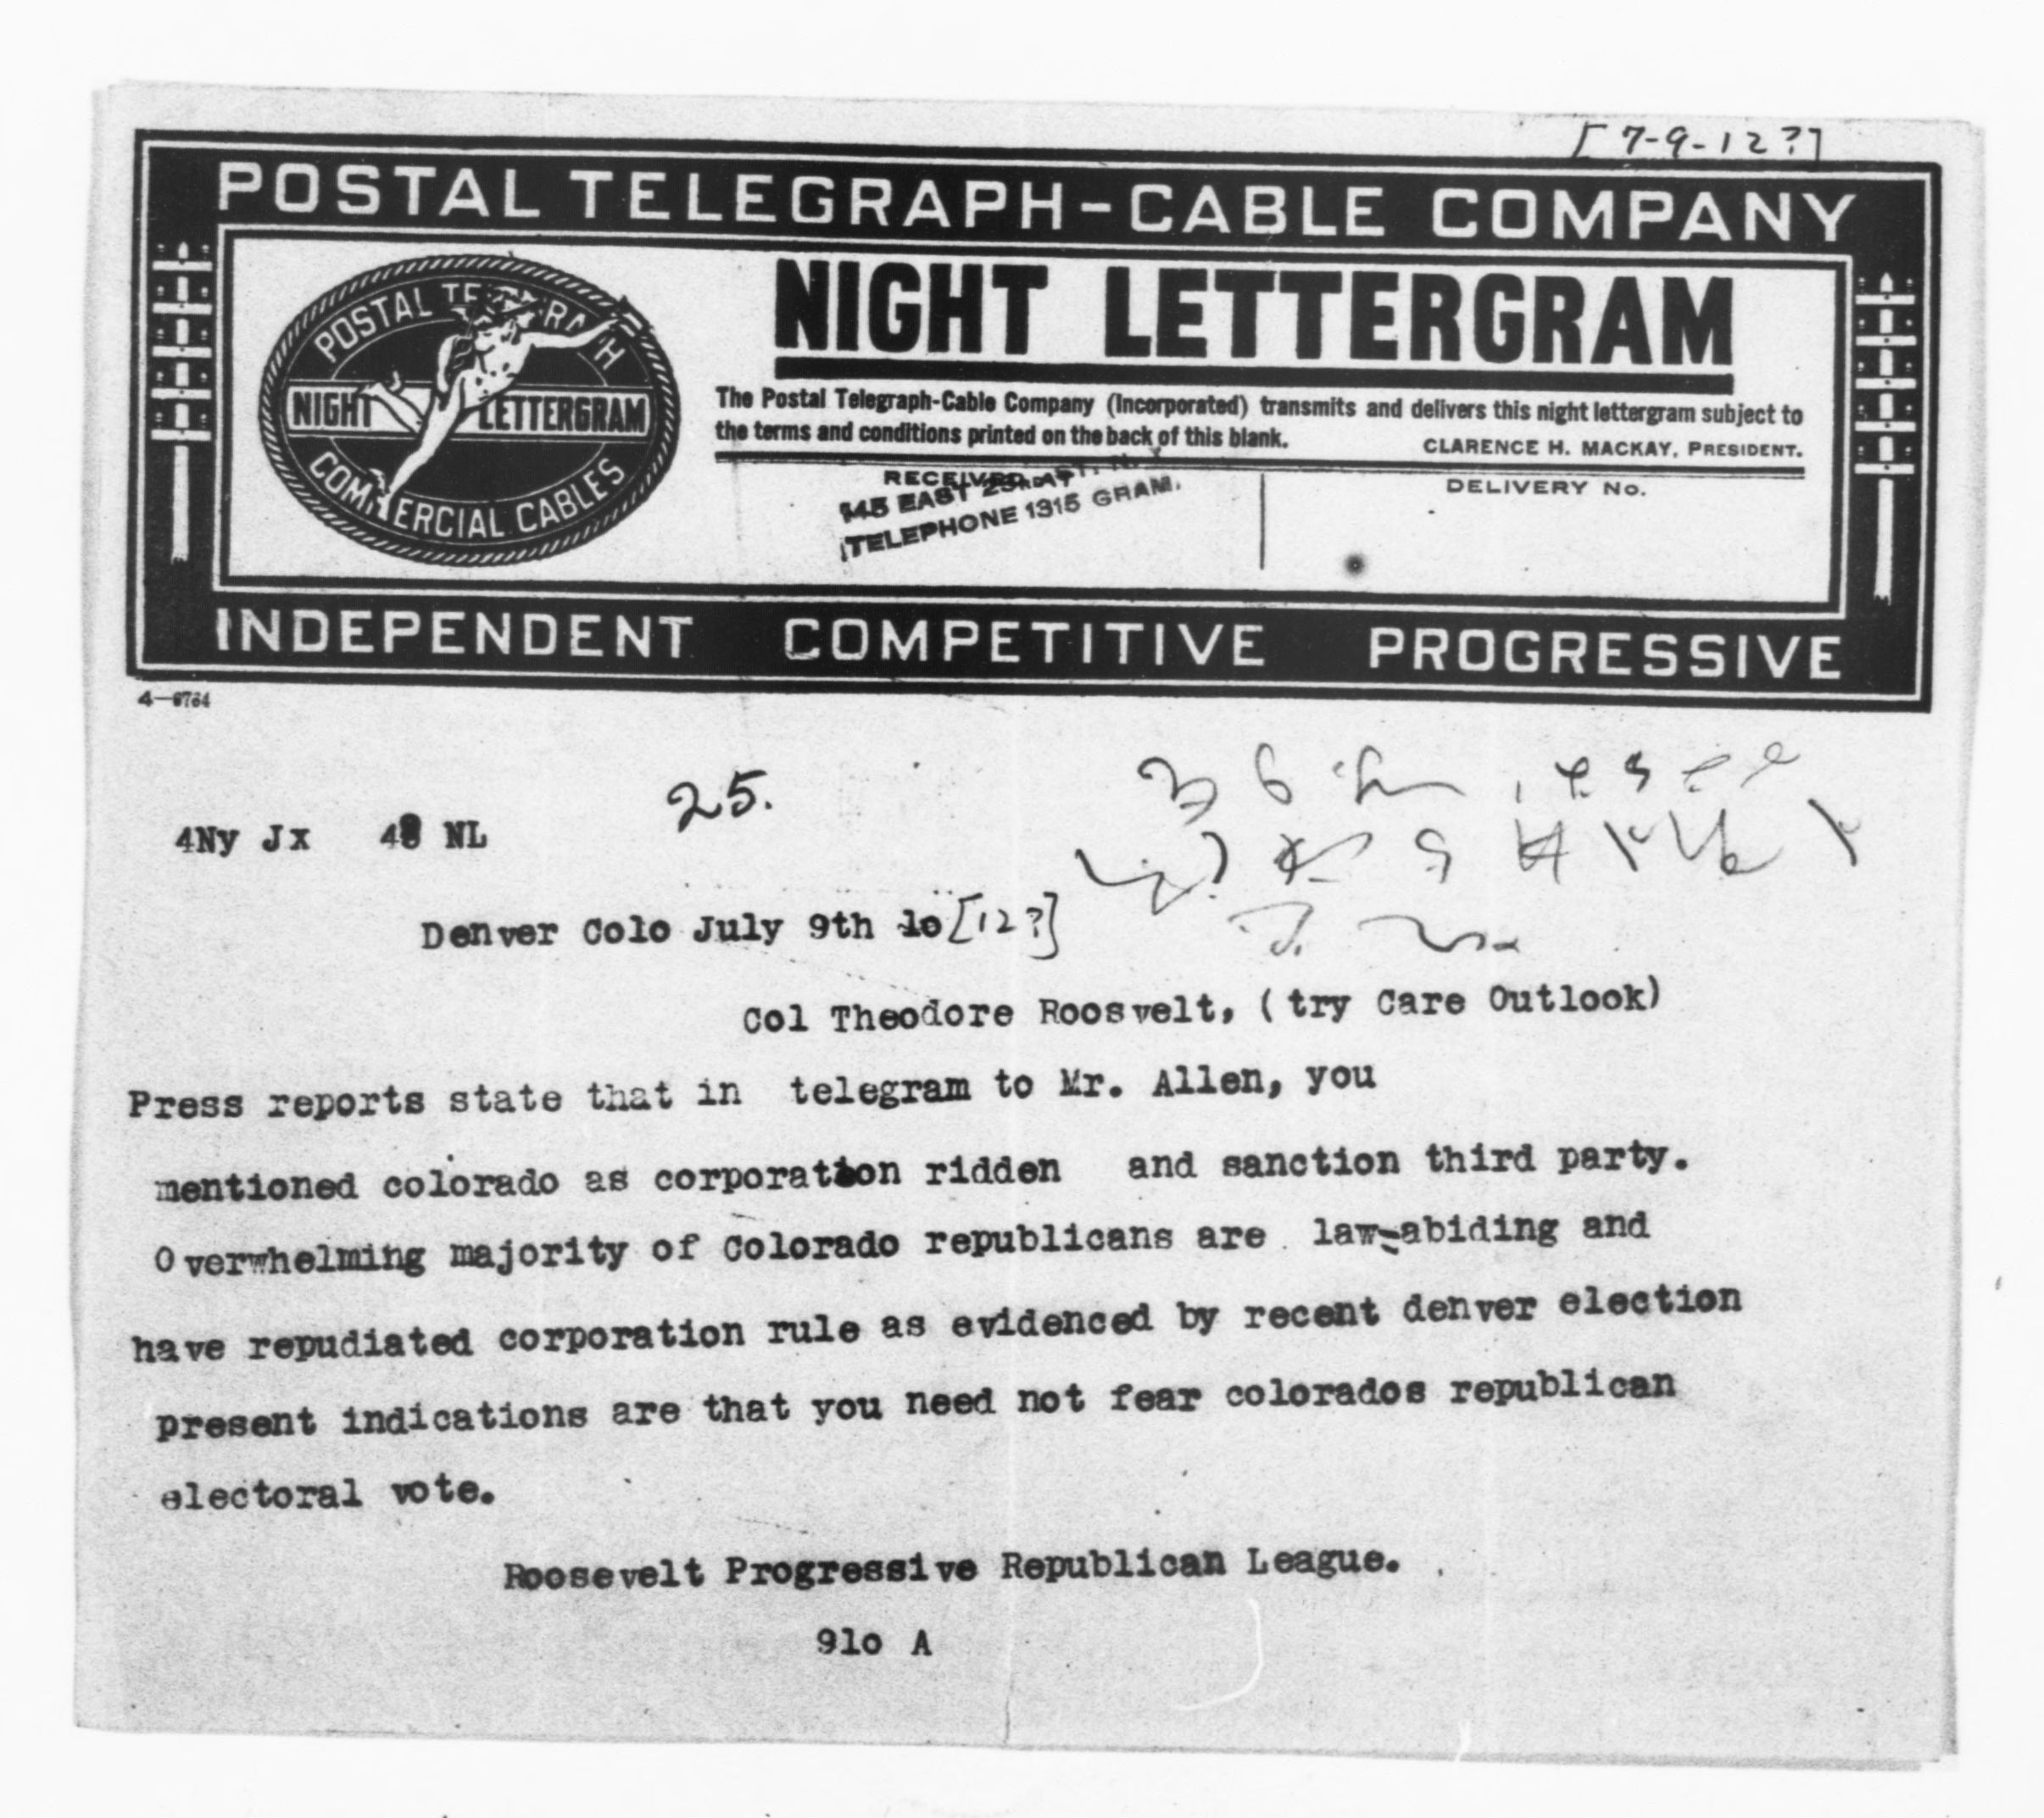 [7-9-12?]
POSTAL TELEGRAPH-CABLE COMPANY
POSTAL TELEGRAPH
NIGHT LETTERGRAM
COMMERCIAL CABLES
NIGHT LETTERGRAM
The Postal Telegraph-Cable Company (Incorporated) transmits and delivers this night lettergram subject to
the terms and conditions printed on the back of this blank.
CLARENCE H. MACKAY, PRESIDENT.
RECEIVED AT
145 EAST
TELEPHONE 1315 GRAM.
DELIVERY No.
INDEPENDENT COMPETITIVE PROGRESSIVE
4—6764
25.
4Ny Jx 48 NL
Denver Colo July 9th 1o [12?]
Col Theodore Roosvelt, (try Care Outlook)
Press reports state that in telegram to Mr. Allen, you
mentioned colorado as corporation ridden and sanction third party.
Overwhelming majority of Colorado republicans are law-abiding and
have repudiated corporation rule as evidenced by recent denver election
present indications are that you need not fear colorados republican
electoral vote.
Roosevelt Progressive Republican League.
91o A